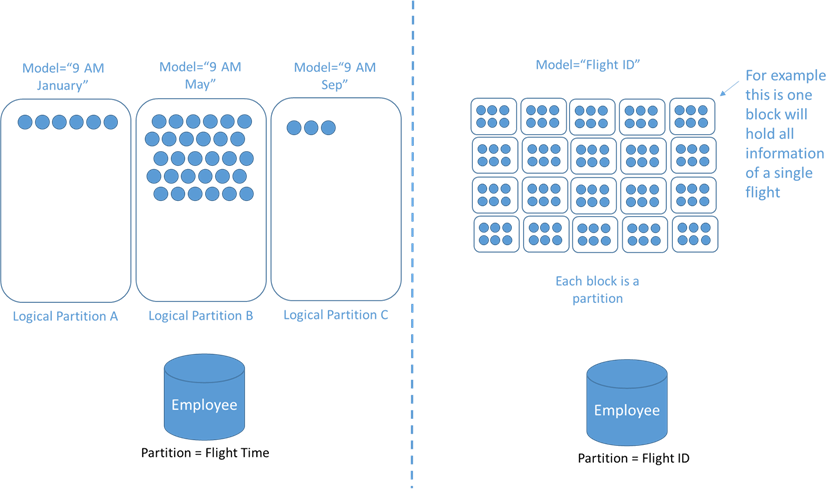 Model="9 AM
January"
Model="9 AM
May"
Model="9 AM
Sep"
Logical Partition A
Logical Partition B
Logical Partition C
Employee
Partition = Flight Time
Model="Flight ID"
For example
this is one
block will
hold all
information
of a single
flight
Each block is a
partition
Employee
Partition = Flight ID